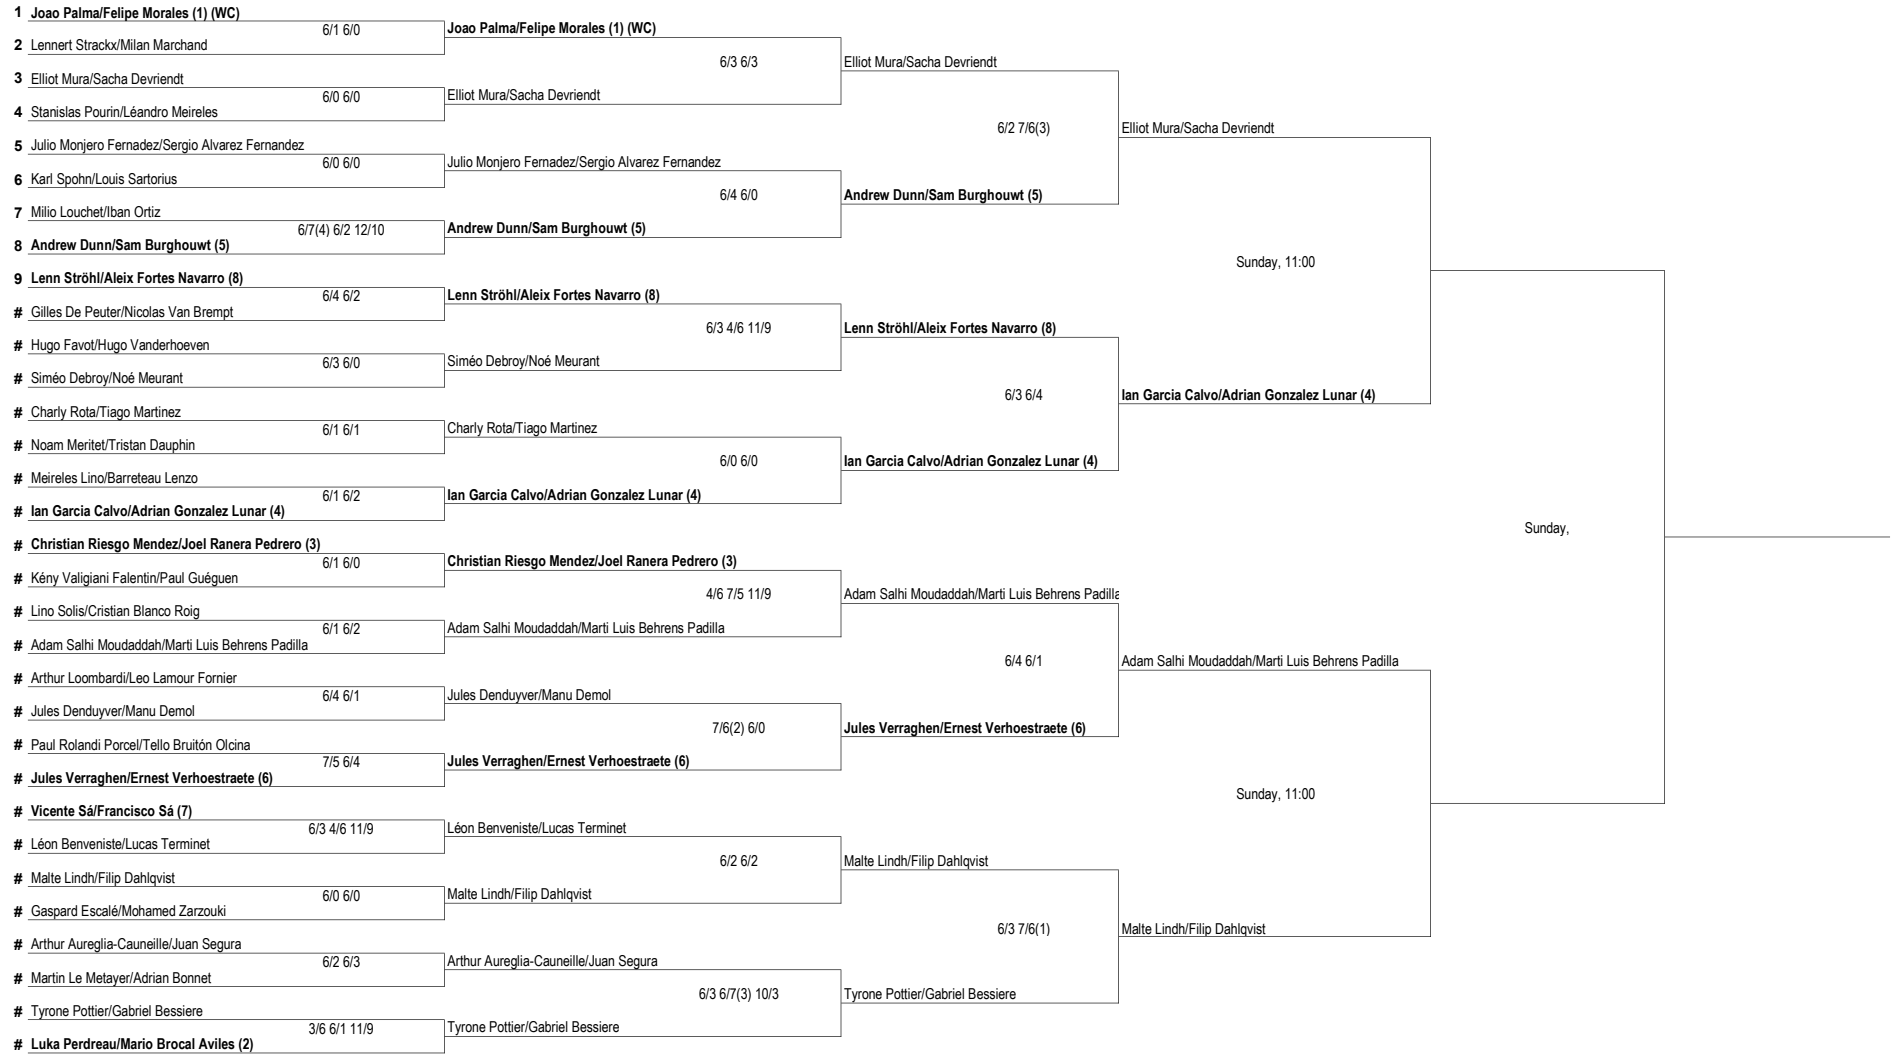 1 Joao Palma/Felipe Morales (1) (WC)
6/1 6/0
Joao Palma/Felipe Morales (1) (WC)
2 Lennert Strackx/Milan Marchand
6/3 6/3
Elliot Mura/Sacha Devriendt
3 Elliot Mura/Sacha Devriendt
6/0 6/0
Elliot Mura/Sacha Devriendt
4 Stanislas Pourin/Léandro Meireles
6/2 7/6(3)
Elliot Mura/Sacha Devriendt
5 Julio Monjero Fernadez/Sergio Alvarez Fernandez
6/0 6/0
Julio Monjero Fernadez/Sergio Alvarez Fernandez
6 Karl Spohn/Louis Sartorius
6/4 6/0
Andrew Dunn/Sam Burghouwt (5)
7 Milio Louchet/Iban Ortiz
6/7(4) 6/2 12/10
Andrew Dunn/Sam Burghouwt (5)
8 Andrew Dunn/Sam Burghouwt (5)
Sunday, 11:00
9 Lenn Ströhl/Aleix Fortes Navarro (8)
6/4 6/2
Lenn Ströhl/Aleix Fortes Navarro (8)
# Gilles De Peuter/Nicolas Van Brempt
6/3 4/6 11/9
Lenn Ströhl/Aleix Fortes Navarro (8)
# Hugo Favot/Hugo Vanderhoeven
6/3 6/0
Siméo Debroy/Noé Meurant
# Siméo Debroy/Noé Meurant
6/3 6/4
Ian Garcia Calvo/Adrian Gonzalez Lunar (4)
# Charly Rota/Tiago Martinez
6/1 6/1
Charly Rota/Tiago Martinez
# Noam Meritet/Tristan Dauphin
6/0 6/0
Ian Garcia Calvo/Adrian Gonzalez Lunar (4)
# Meireles Lino/Barreteau Lenzo
6/1 6/2
Ian Garcia Calvo/Adrian Gonzalez Lunar (4)
# Ian Garcia Calvo/Adrian Gonzalez Lunar (4)
Sunday,
# Christian Riesgo Mendez/Joel Ranera Pedrero (3)
6/1 6/0
Christian Riesgo Mendez/Joel Ranera Pedrero (3)
# Kény Valigiani Falentin/Paul Guéguen
4/6 7/5 11/9
Adam Salhi Moudaddah/Marti Luis Behrens Padilla
# Lino Solis/Cristian Blanco Roig
6/1 6/2
Adam Salhi Moudaddah/Marti Luis Behrens Padilla
# Adam Salhi Moudaddah/Marti Luis Behrens Padilla
6/4 6/1
Adam Salhi Moudaddah/Marti Luis Behrens Padilla
# Arthur Loombardi/Leo Lamour Fornier
6/4 6/1
Jules Denduyver/Manu Demol
# Jules Denduyver/Manu Demol
7/6(2) 6/0
Jules Verraghen/Ernest Verhoestraete (6)
# Paul Rolandi Porcel/Tello Bruitón Olcina
7/5 6/4
Jules Verraghen/Ernest Verhoestraete (6)
# Jules Verraghen/Ernest Verhoestraete (6)
Sunday, 11:00
# Vicente Sá/Francisco Sá (7)
6/3 4/6 11/9
Léon Benveniste/Lucas Terminet
# Léon Benveniste/Lucas Terminet
6/2 6/2
Malte Lindh/Filip Dahlqvist
# Malte Lindh/Filip Dahlqvist
6/0 6/0
Malte Lindh/Filip Dahlqvist
# Gaspard Escalé/Mohamed Zarzouki
6/3 7/6(1)
Malte Lindh/Filip Dahlqvist
# Arthur Aureglia-Cauneille/Juan Segura
6/2 6/3
Arthur Aureglia-Cauneille/Juan Segura
# Martin Le Metayer/Adrian Bonnet
6/3 6/7(3) 10/3
Tyrone Pottier/Gabriel Bessiere
# Tyrone Pottier/Gabriel Bessiere
3/6 6/1 11/9
Tyrone Pottier/Gabriel Bessiere
# Luka Perdreau/Mario Brocal Aviles (2)